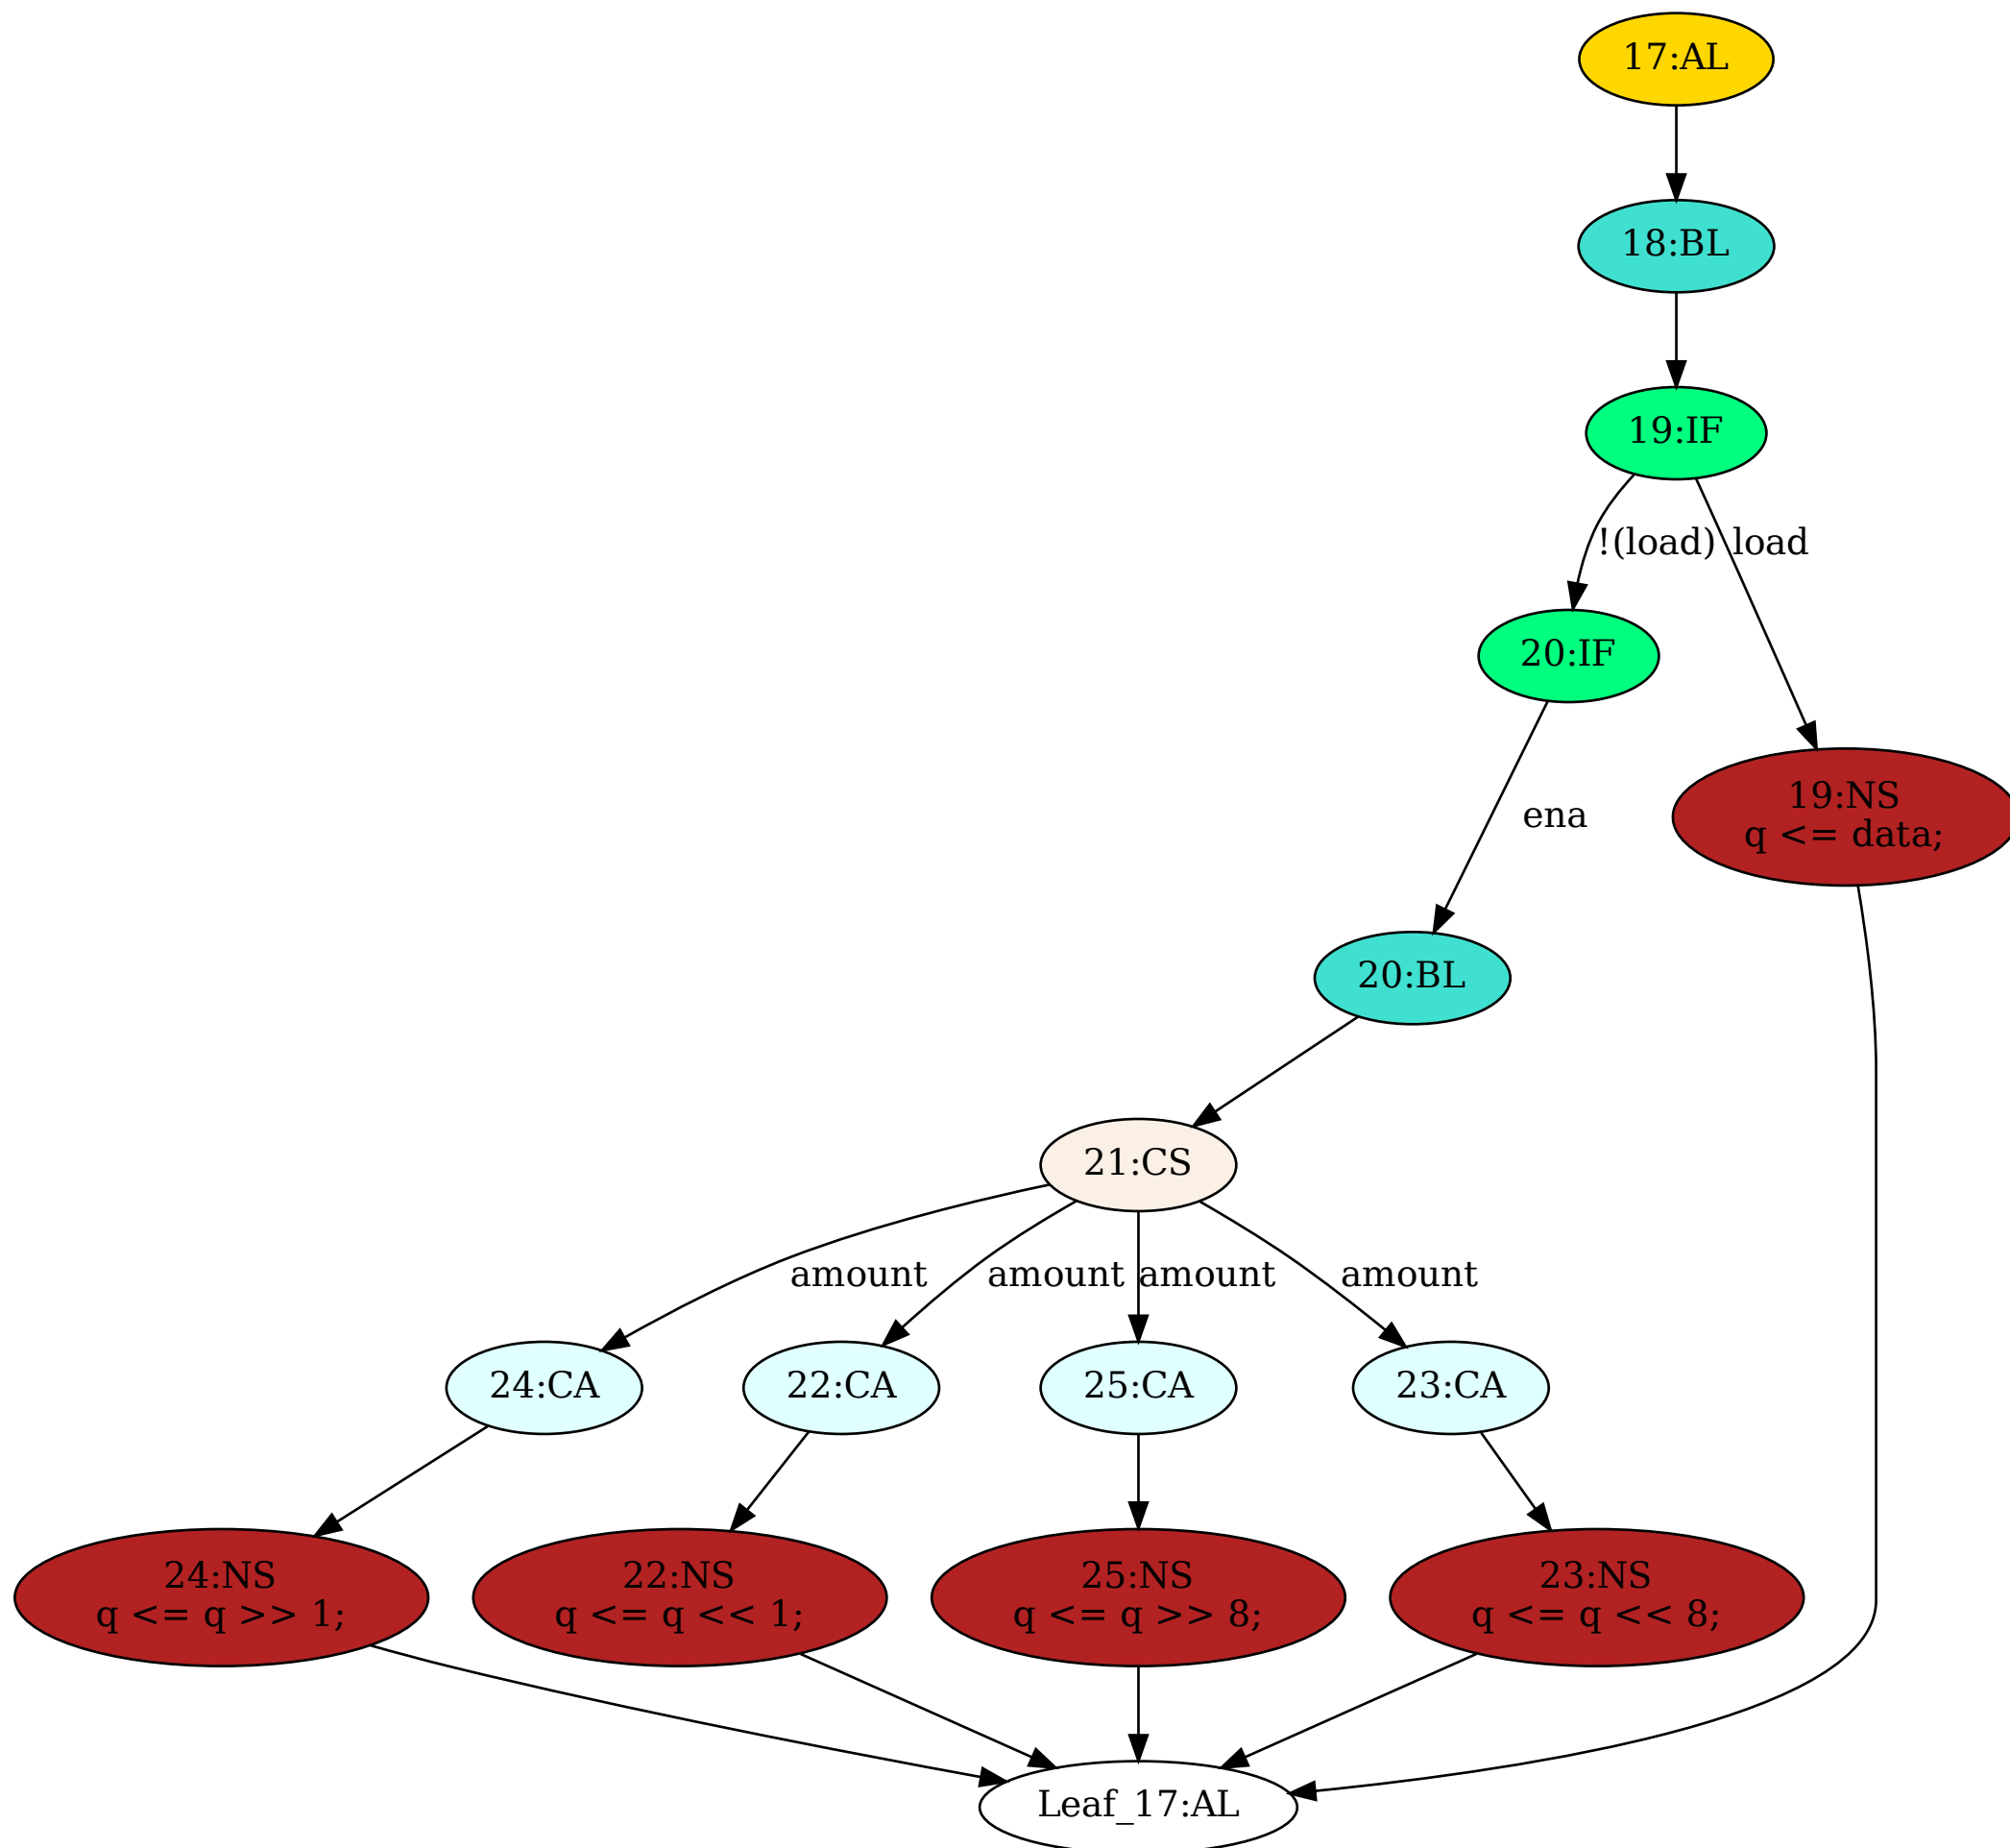 17:AL
18:BL
19:IF
!(load)
load
20:IF
19:NS
q <= data;
ena
20:BL
21:CS
amount
amount
amount
amount
24:CA
22:CA
25:CA
23:CA
24:NS
q <= q >> 1;
22:NS
q <= q << 1;
25:NS
q <= q >> 8;
23:NS
q <= q << 8;
Leaf_17:AL